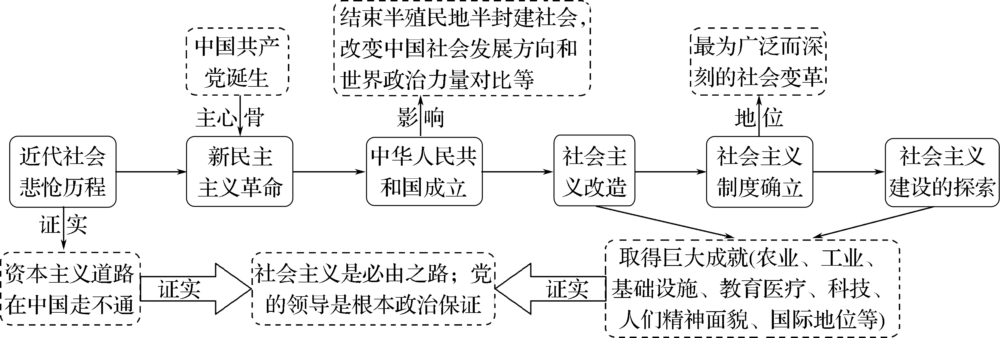 结束半殖民地半封建社会，
改变中国社会发展方向和
世界政治力量对比等
中国共产
党诞生
最为广泛而深
刻的社会变革
主心骨
影响
地位
近代社会
悲怆历程
新民主
主义革命
中华人民共
和国成立
社会主
义改造
社会主义
制度确立
社会主义
建设的探索
证实
资本主义道路
在中国走不通
证实
社会主义是必由之路；党
的领导是根本政治保证
证实
取得巨大成就(农业、工业、
基础设施、教育医疗、科技、
人们精神面貌、国际地位等)